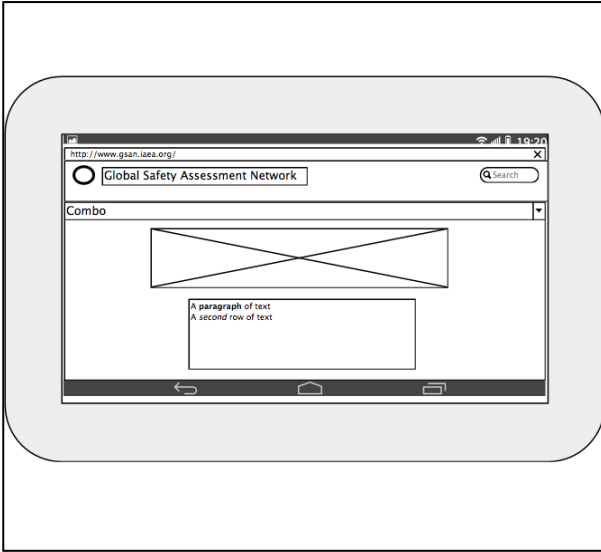 19:20
http://www.gsan.iaea.org/
X
Global Safety Assessment Network
Search
Combo
A paragraph of text
A second row of text